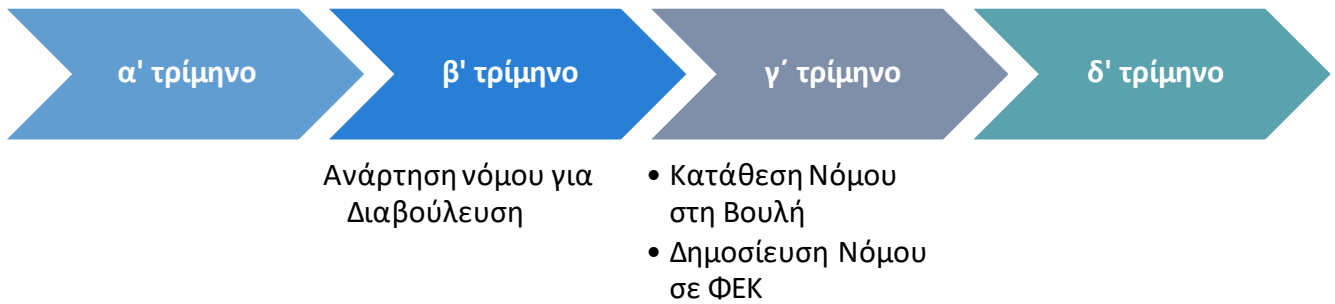 α' τρίμηνο
β' τρίμηνο
γ΄ τρίμηνο
δ' τρίμηνο
Ανάρτηση νόμου για
Διαβούλευση
• Κατάθεση Νόμου
στη Βουλή
• Δημοσίευση Νόμου
σε ΦΕΚ